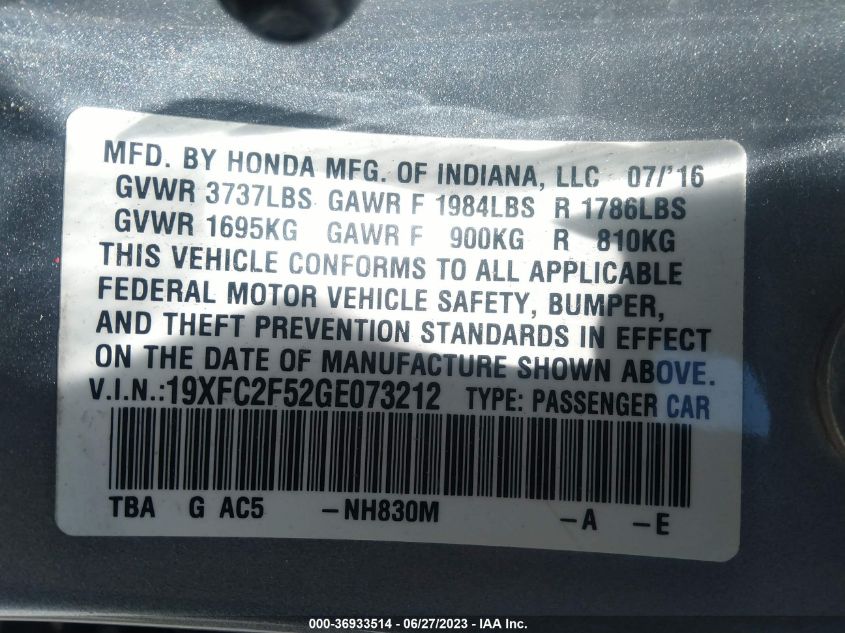 MFD. BY HONDA MFG. OF INDIANA, LLC 07/'16
GVWR 3737LBS GAWR F 1984LBS R 1786LBS
GVWR 1695KG GAWR F 900KG R 810KG
THIS VEHICLE CONFORMS TO ALL APPLICABLE
FEDERAL MOTOR VEHICLE SAFETY, BUMPER,
AND THEFT PREVENTION STANDARDS IN EFFECT
ON THE DATE OF MANUFACTURE SHOWN ABOVE.
V.I.N.:19XFC2F52GE073212 TYPE: PASSENGER CAR
TBA G AC5 -NH830M -A -E
000-36933514 - 06/27/2023 - IAA Inc.